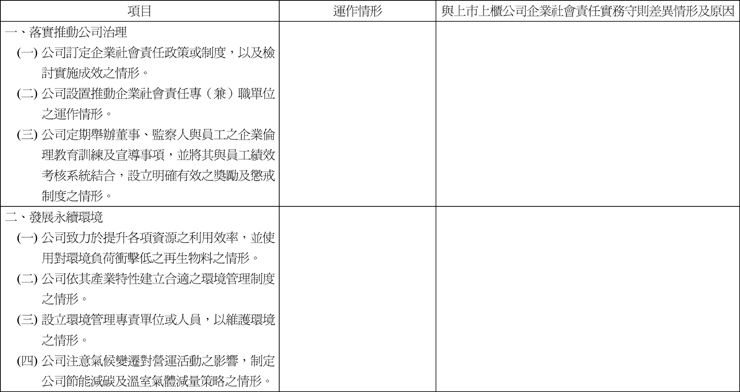 項目 運作情形 與上市上櫃公司企業社會責任實務守則差異情形及原因
一、落實推動公司治理
(一) 公司訂定企業社會責任政策或制度，以及檢
討實施成效之情形。
(二) 公司設置推動企業社會責任專（兼）職單位
之運作情形。
(三) 公司定期舉辦董事、監察人與員工之企業倫
理教育訓練及宣導事項，並將其與員工績效
考核系統結合，設立明確有效之獎勵及懲戒
制度之情形。
二、發展永續環境
(一) 公司致力於提升各項資源之利用效率，並使
用對環境負荷衝擊低之再生物料之情形。
(二) 公司依其產業特性建立合適之環境管理制度
之情形。
(三) 設立環境管理專責單位或人員，以維護環境
之情形。
(四) 公司注意氣候變遷對營運活動之影響，制定
公司節能減碳及溫室氣體減量策略之情形。